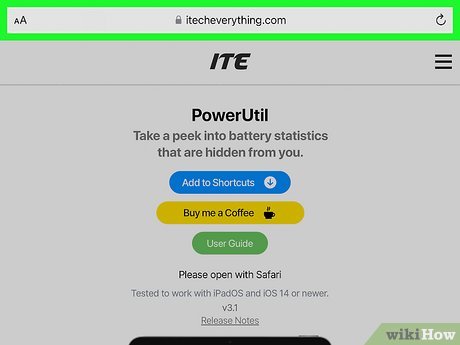 AA itecheverything.com
ITE
PowerUtil
Take a peek into battery statistics
that are hidden from you.
Add to Shortcuts
Buy me a Coffee
User Guide
Please open with Safari
Tested to work with iPadOS and iOS 14 or newer.
v3.1
Release Notes
wikiHow